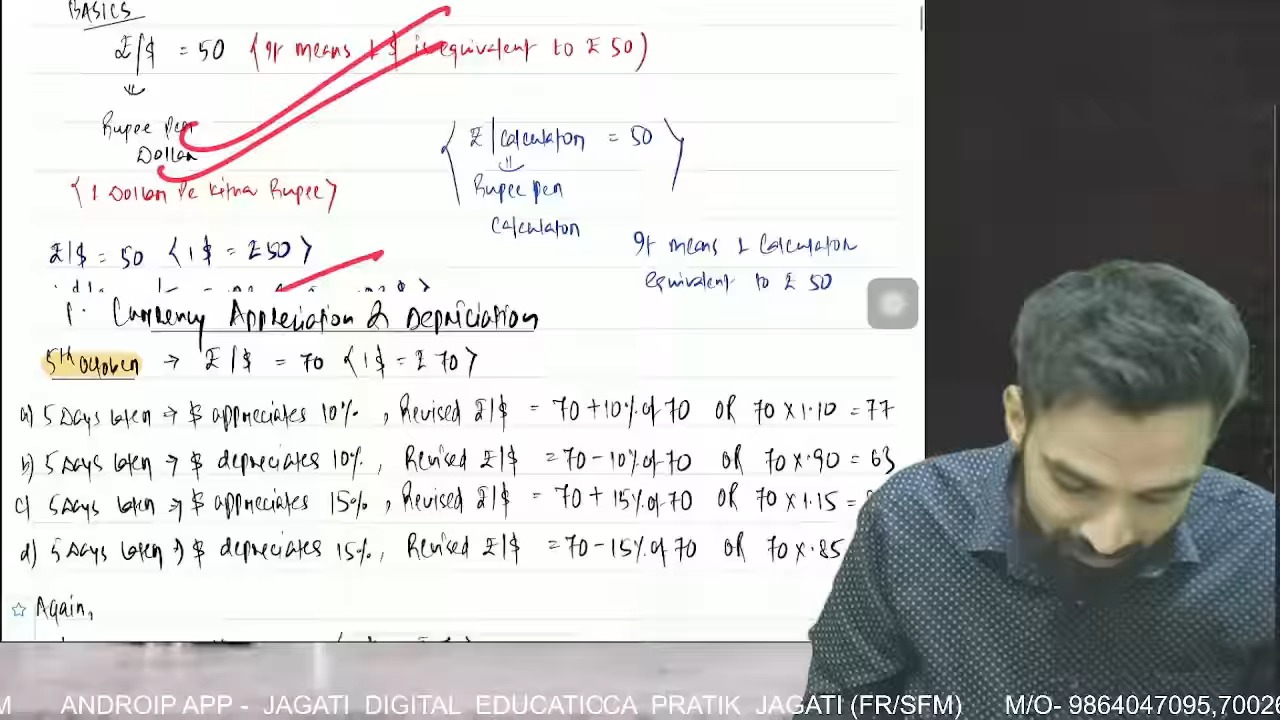 BASICS
₹/$ = 50 (It means 1 $ is equivalent to ₹ 50)
Rupee Per
Dollar
{1 Dollar Pe Kitna Rupee}
{ ₹/Calculator = 50 }
Rupee per
Calculator
It means 1 Calculator
equivalent to ₹ 50
₹/$ = 50 {1 $ = ₹50}
1. Currency Appreciation & Depriciation
5th October → ₹/$ = 70 {1 $ = ₹ 70}
a) 5 Days later → $ appreciates 10%, Revised ₹/$ = 70 + 10% of 70 OR 70 x 1.10 = 77
b) 5 Days later → $ depreciates 10%, Revised ₹/$ = 70 - 10% of 70 OR 70 x .90 = 63
c) 5 Days later → $ appreciates 15%, Revised ₹/$ = 70 + 15% of 70 OR 70 x 1.15 =
d) 5 Days later → $ depreciates 15%, Revised ₹/$ = 70 - 15% of 70 OR 70 x .85
☆ Again,
M ANDROIP APP - JAGATI DIGITAL EDUCATICCA PRATIK JAGATI (FR/SFM) M/O- 9864047095,70026